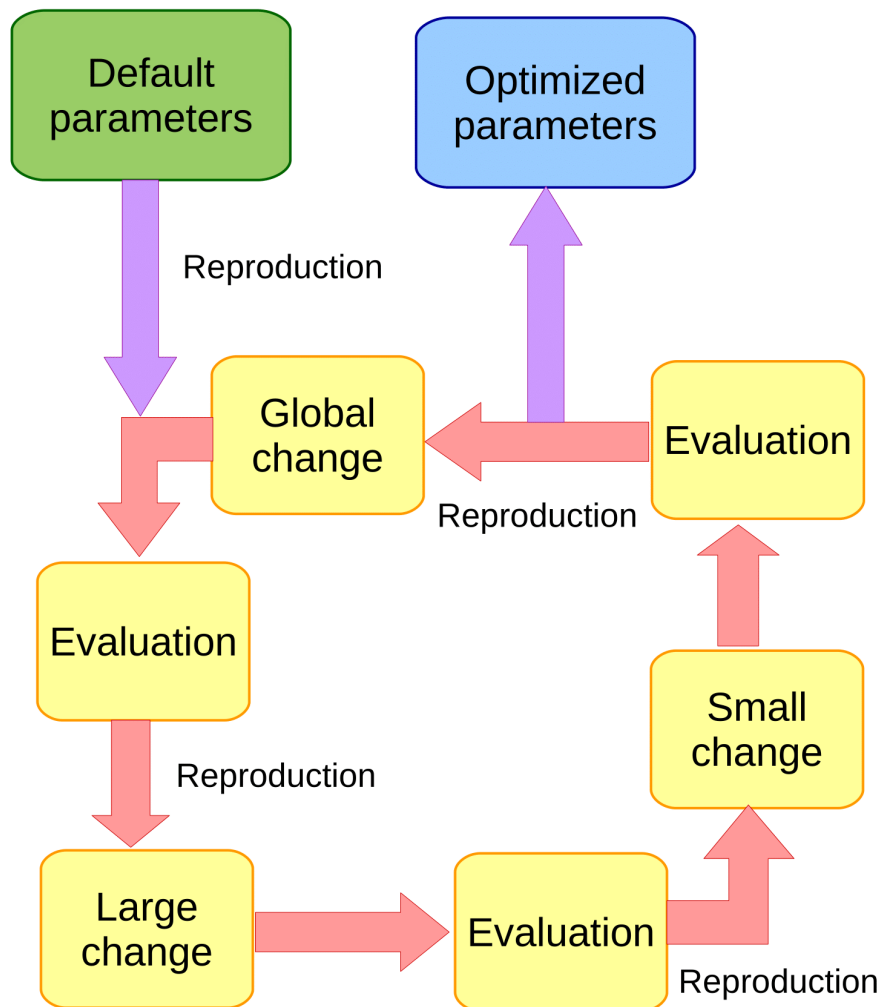 Default
parameters
Optimized
parameters
Reproduction
Global
change
Evaluation
Reproduction
Evaluation
Small
change
Reproduction
Large
change
Evaluation
Reproduction